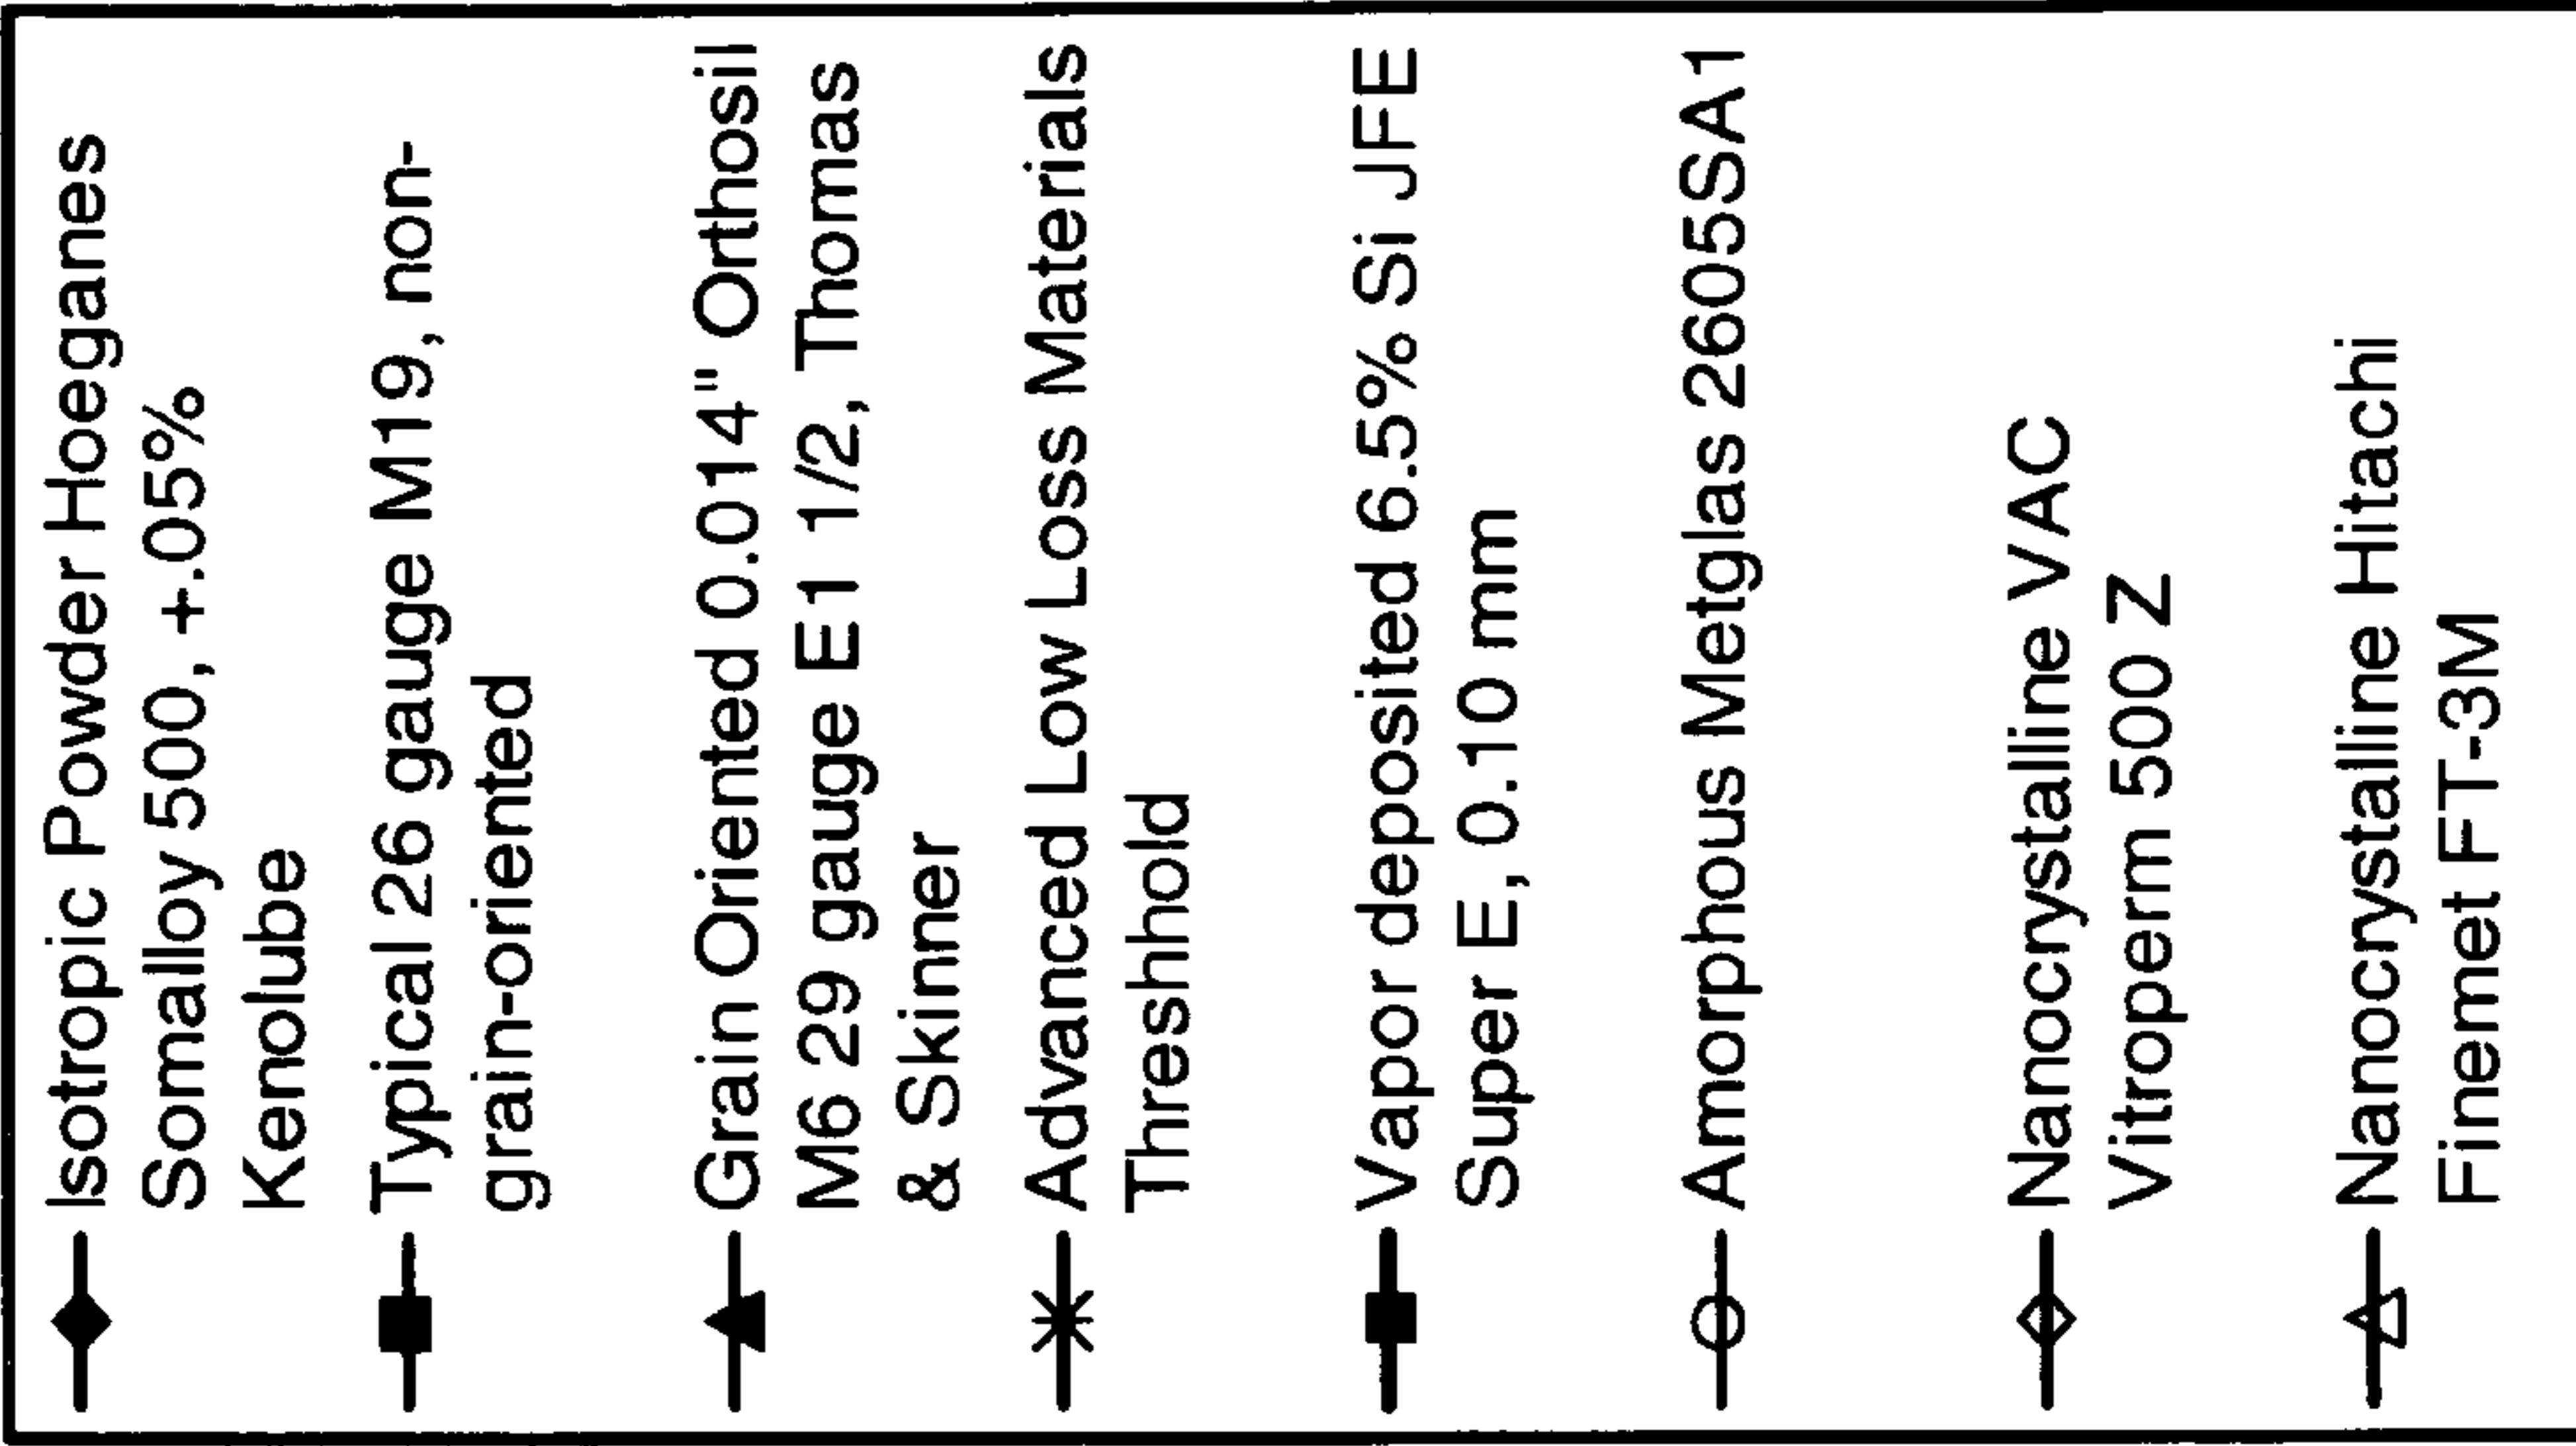 Isotropic Powder Hoeganes
Somalloy 500, +.05%
Kenolube
Typical 26 gauge M19, non-
grain-oriented
Grain Oriented 0.014" Orthosil
M6 29 gauge E1 1/2, Thomas
& Skinner
Advanced Low Loss Materials
Threshhold
Vapor deposited 6.5% Si JFE
Super E, 0.10 mm
Amorphous Metglas 2605SA1
Nanocrystalline VAC
Vitroperm 500 Z
Nanocrystalline Hitachi
Finemet FT-3M